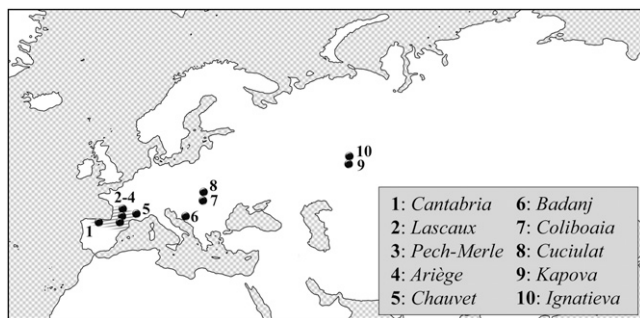 10
9
8
7
2-4
5
6
1
1: Cantabria
2: Lascaux
3: Pech-Merle
4: Ariège
5: Chauvet
6: Badanj
7: Coliboaia
8: Cuciulat
9: Kapova
10: Ignatieva